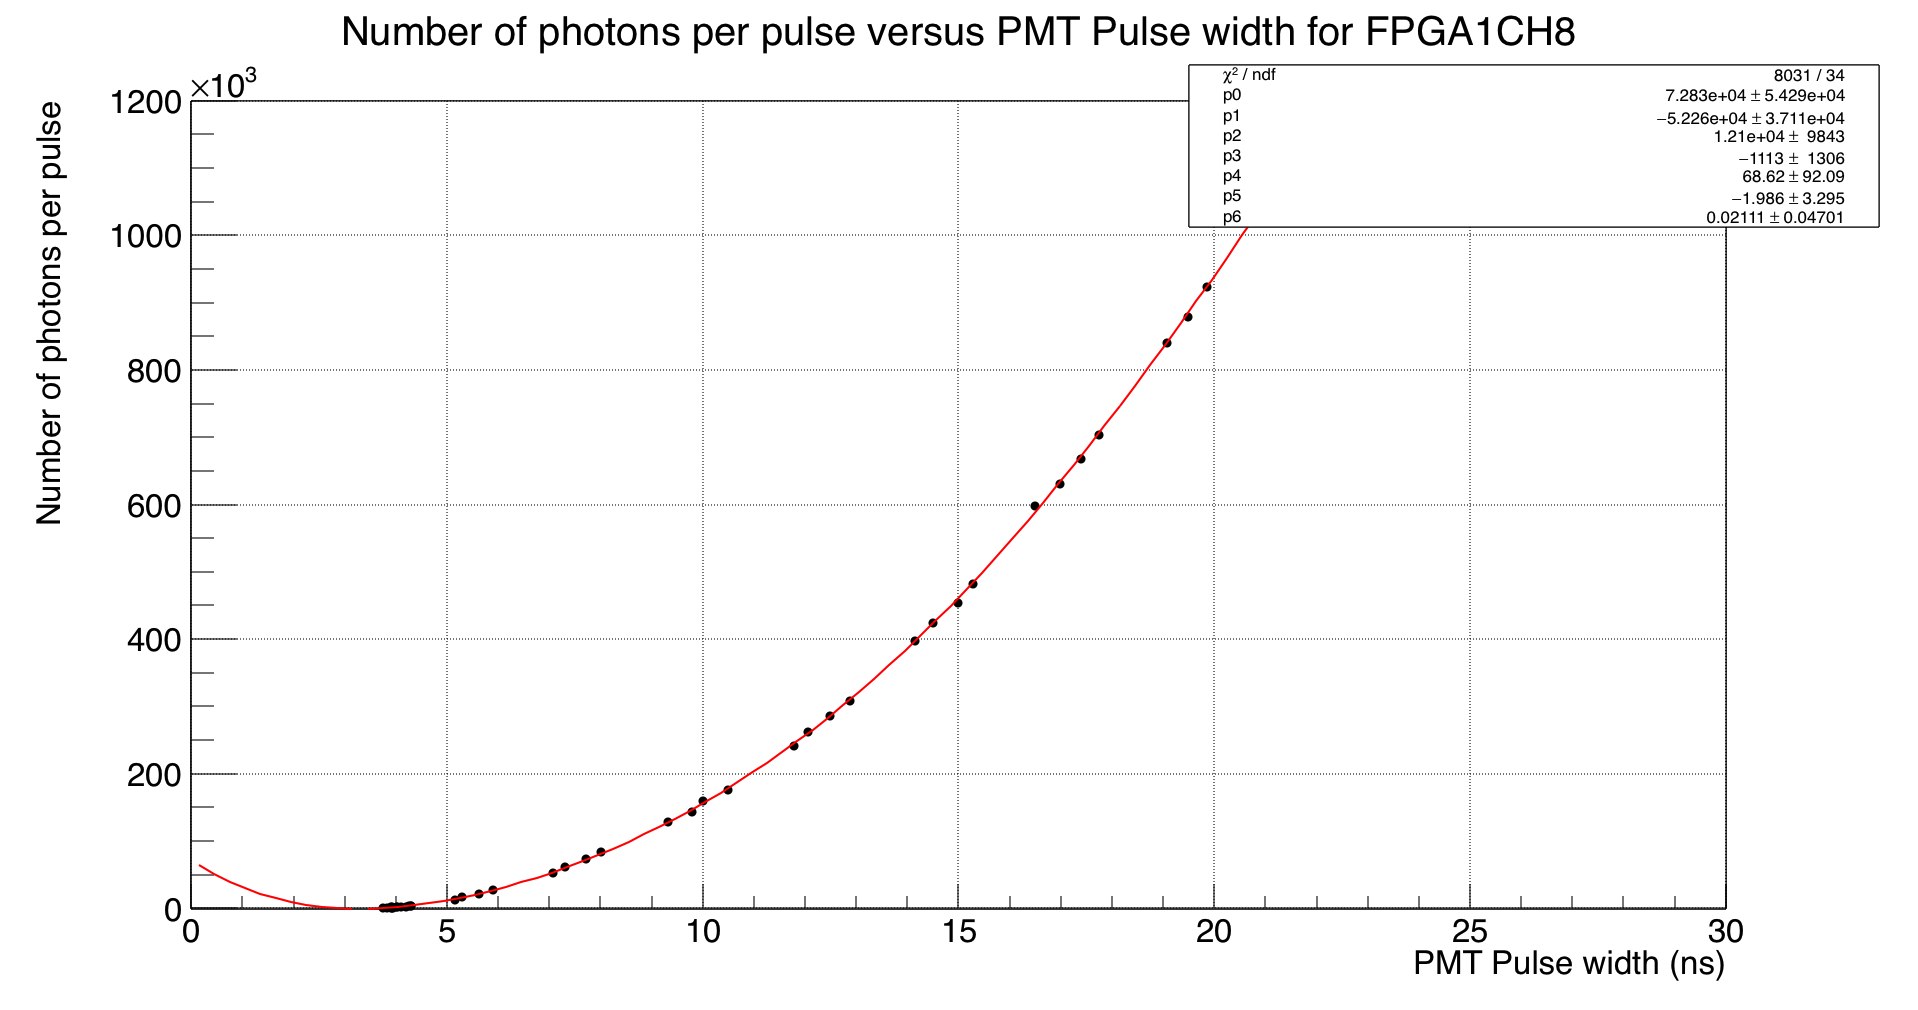 Number of photons per pulse versus PMT Pulse width for FPGA1CH8
×10³
χ² / ndf 8031 / 34
p0 7.283e+04 ± 5.429e+04
p1 −5.226e+04 ± 3.711e+04
p2 1.21e+04 ± 9843
p3 −1113 ± 1306
p4 68.62 ± 92.09
p5 −1.986 ± 3.295
p6 0.02111 ± 0.04701
Number of photons per pulse
1200
1000
800
600
400
200
0
0 5 10 15 20 25 30
PMT Pulse width (ns)